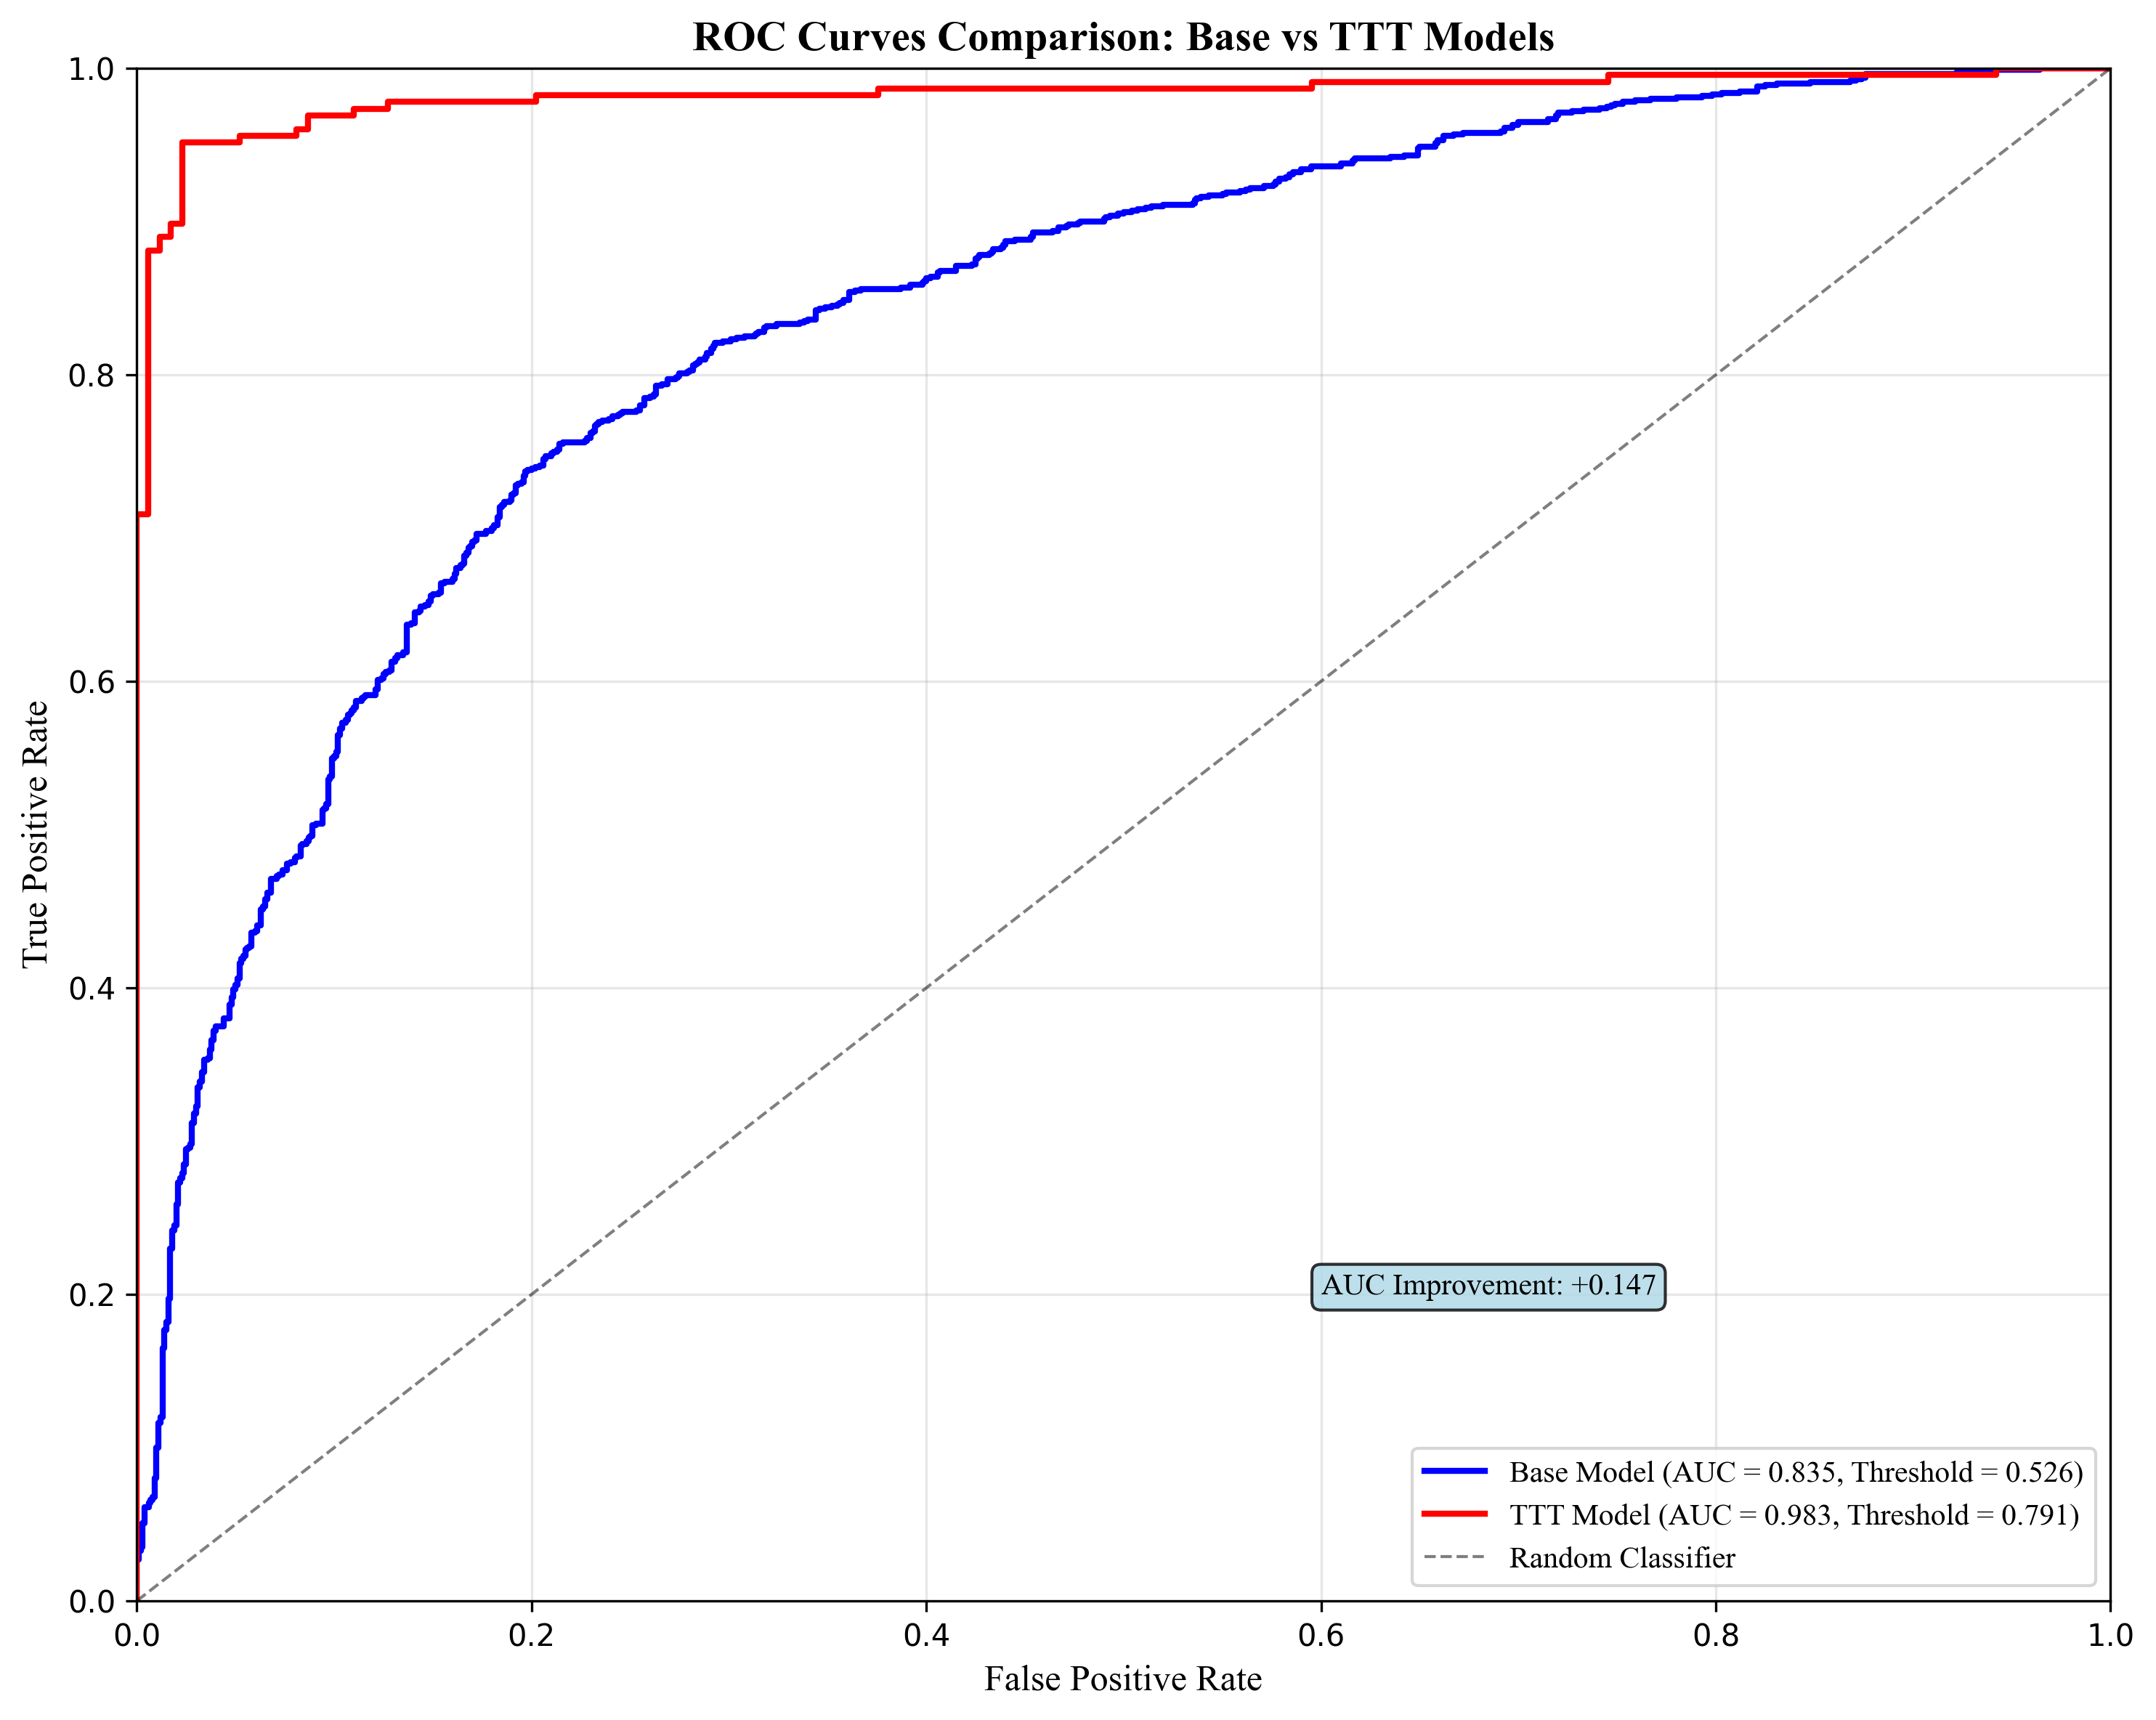 ROC Curves Comparison: Base vs TTT Models
True Positive Rate
1.0
0.8
0.6
0.4
0.2
0.0
AUC Improvement: +0.147
Base Model (AUC = 0.835, Threshold = 0.526)
TTT Model (AUC = 0.983, Threshold = 0.791)
Random Classifier
0.0 0.2 0.4 0.6 0.8 1.0
False Positive Rate